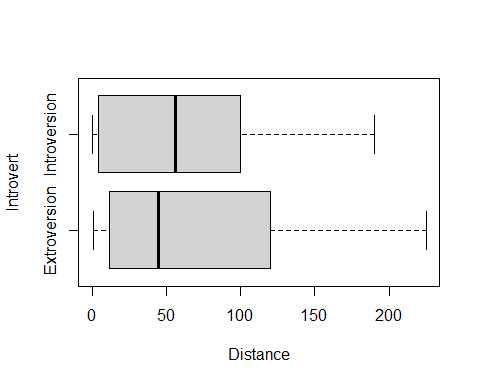 Introvert
Introversion
Extroversion
0 50 100 150 200
Distance